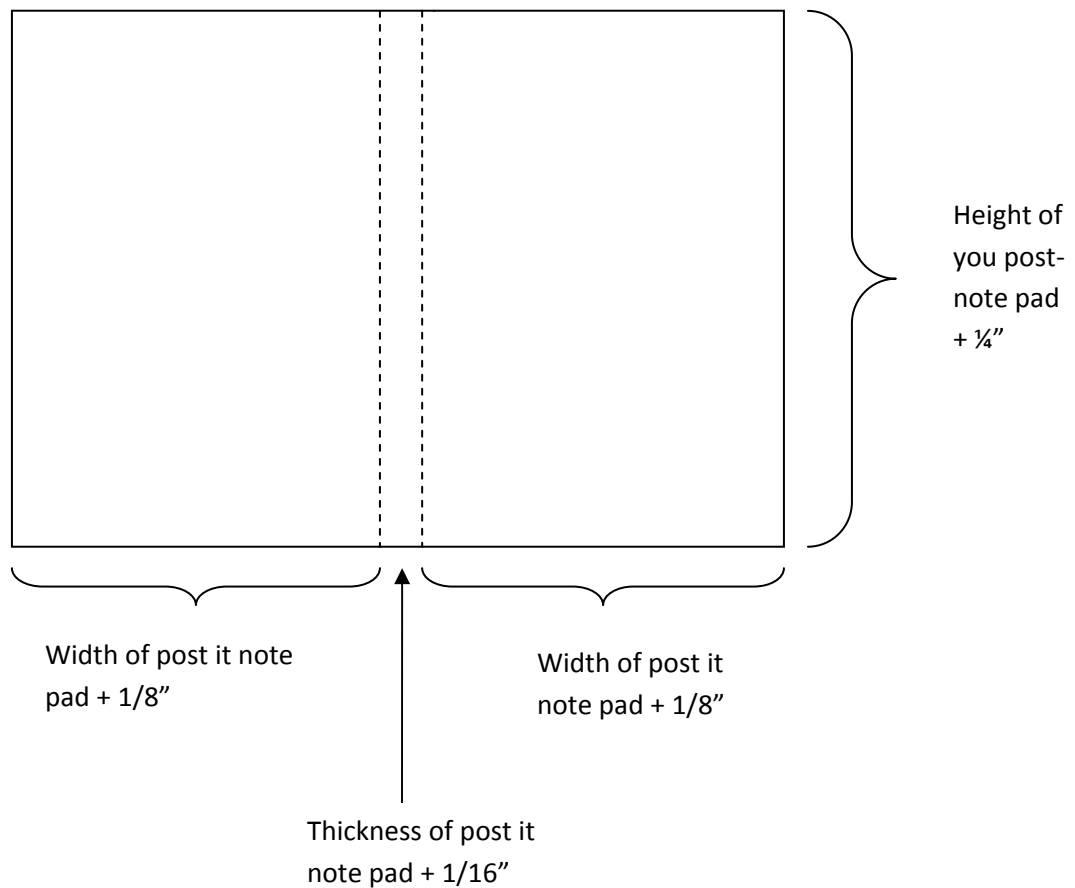 Height of
you post-
note pad
+ ¼”
Width of post it note
pad + 1/8”
Width of post it
note pad + 1/8”
Thickness of post it
note pad + 1/16”